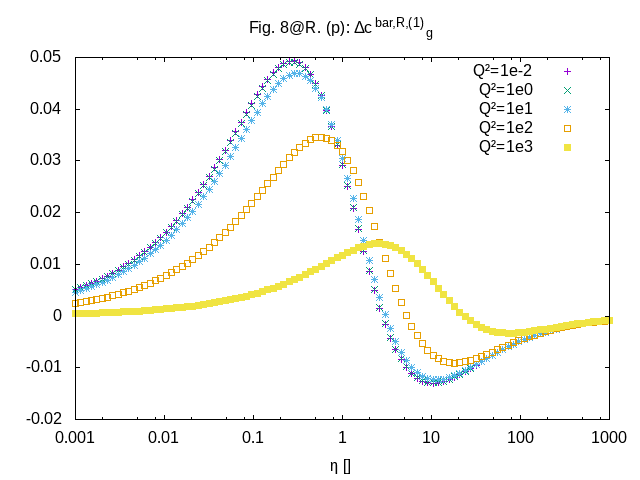 Fig. 8@R. (p): Δc bar,R,(1) g
0.05
0.04
0.03
0.02
0.01
0
-0.01
-0.02
Q²=1e-2
Q²=1e0
Q²=1e1
Q²=1e2
Q²=1e3
0.001 0.01 0.1 1 10 100 1000
η []